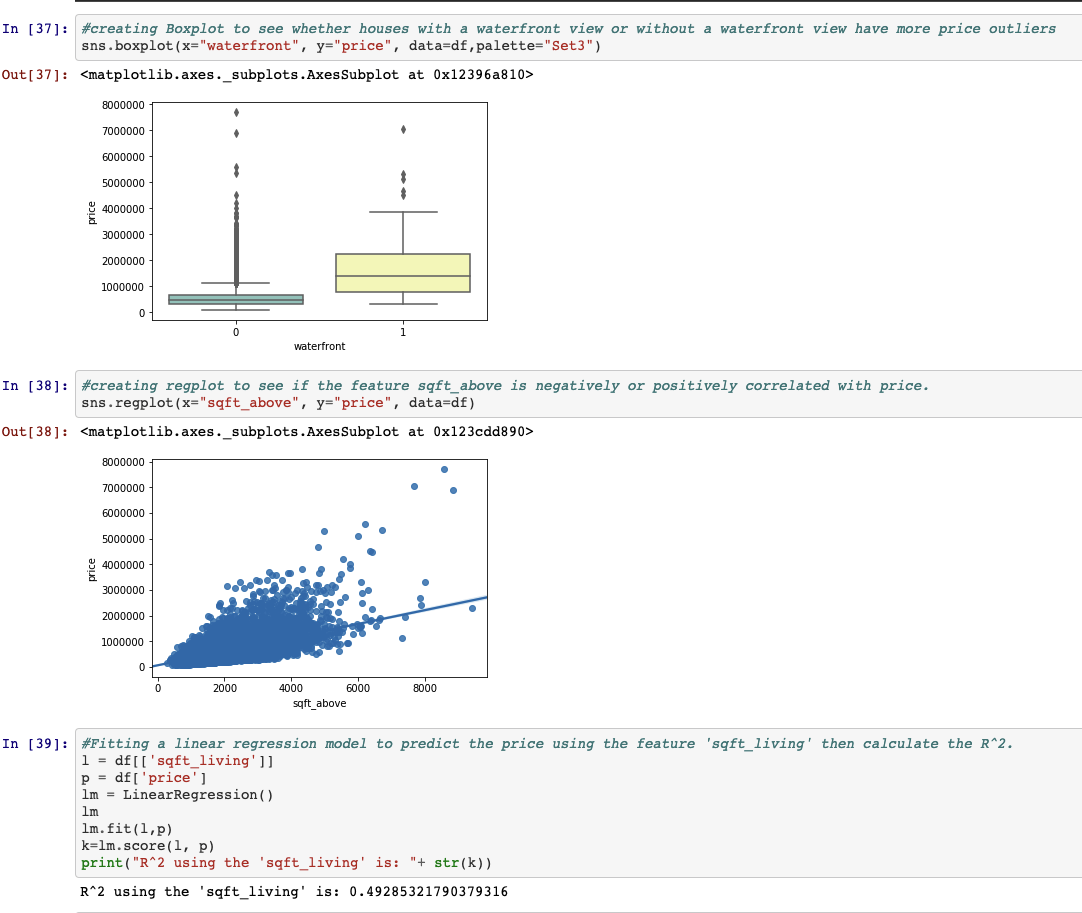 In [37]: #creating Boxplot to see whether houses with a waterfront view or without a waterfront view have more price outliers
sns.boxplot(x="waterfront", y="price", data=df,palette="Set3")
Out[37]: <matplotlib.axes._subplots.AxesSubplot at 0x12396a810>
8000000
7000000
6000000
5000000
4000000
3000000
2000000
1000000
0
price
0 1
waterfront
In [38]: #creating regplot to see if the feature sqft_above is negatively or positively correlated with price.
sns.regplot(x="sqft_above", y="price", data=df)
Out[38]: <matplotlib.axes._subplots.AxesSubplot at 0x123cdd890>
8000000
7000000
6000000
5000000
4000000
3000000
2000000
1000000
0
price
0 2000 4000 6000 8000
sqft_above
In [39]: #Fitting a linear regression model to predict the price using the feature 'sqft_living' then calculate the R^2.
l = df[['sqft_living']]
p = df['price']
lm = LinearRegression()
lm
lm.fit(l,p)
k=lm.score(l, p)
print("R^2 using the 'sqft_living' is: "+ str(k))
R^2 using the 'sqft_living' is: 0.49285321790379316